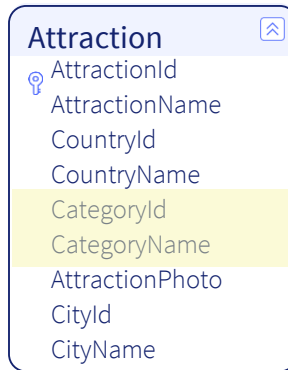 Attraction
AttractionId
AttractionName
CountryId
CountryName
CategoryId
CategoryName
AttractionPhoto
CityId
CityName